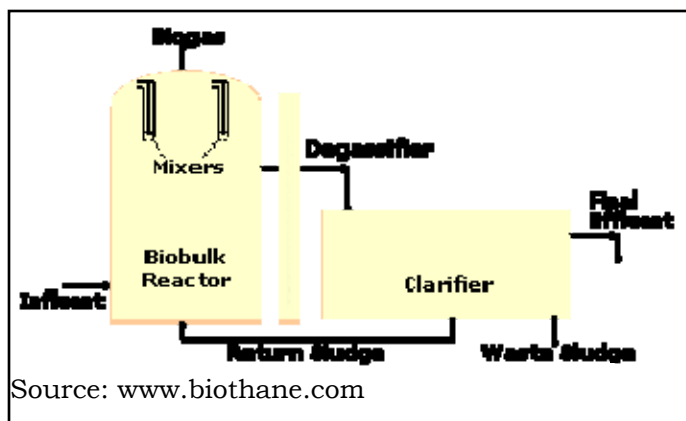 Biogas
Mixers
Degassifier
Final
Effluent
Biobulk
Reactor
Clarifier
Influent
Return Sludge
Waste Sludge
Source: www.biothane.com